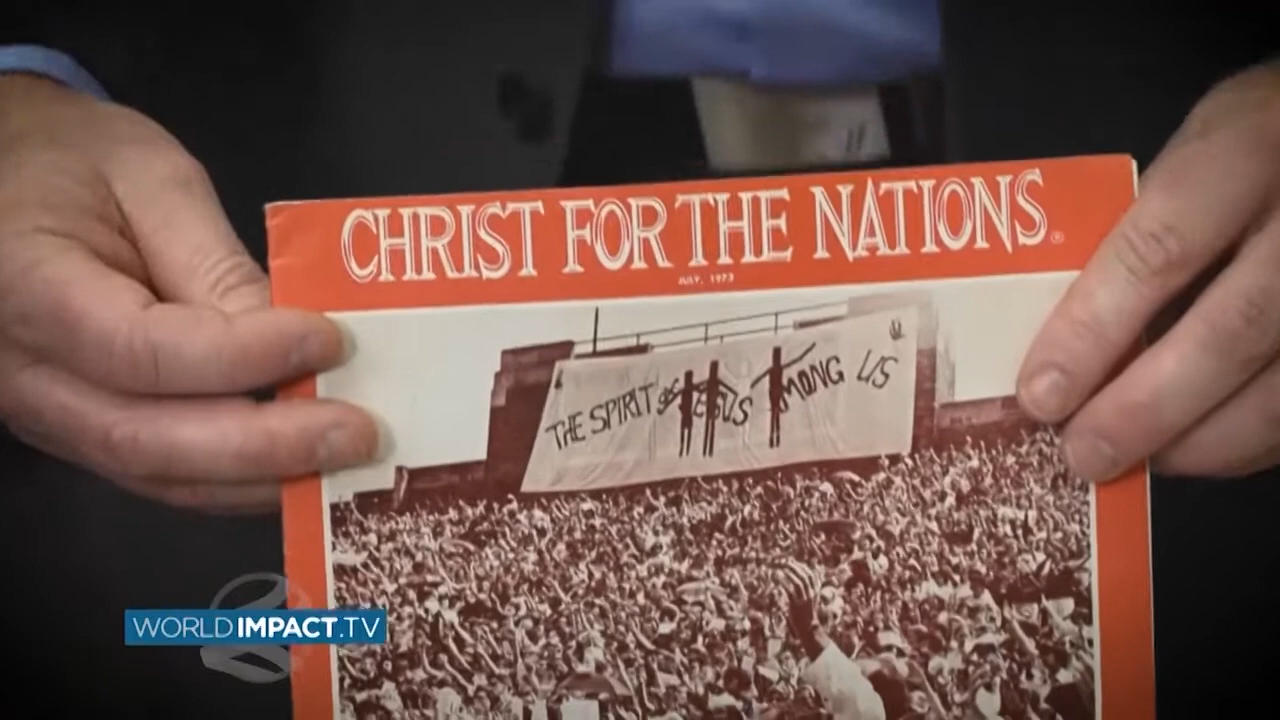 CHRIST FOR THE NATIONS®
JULY, 1973
THE SPIRIT of JESUS AMONG US
WORLDIMPACT.TV